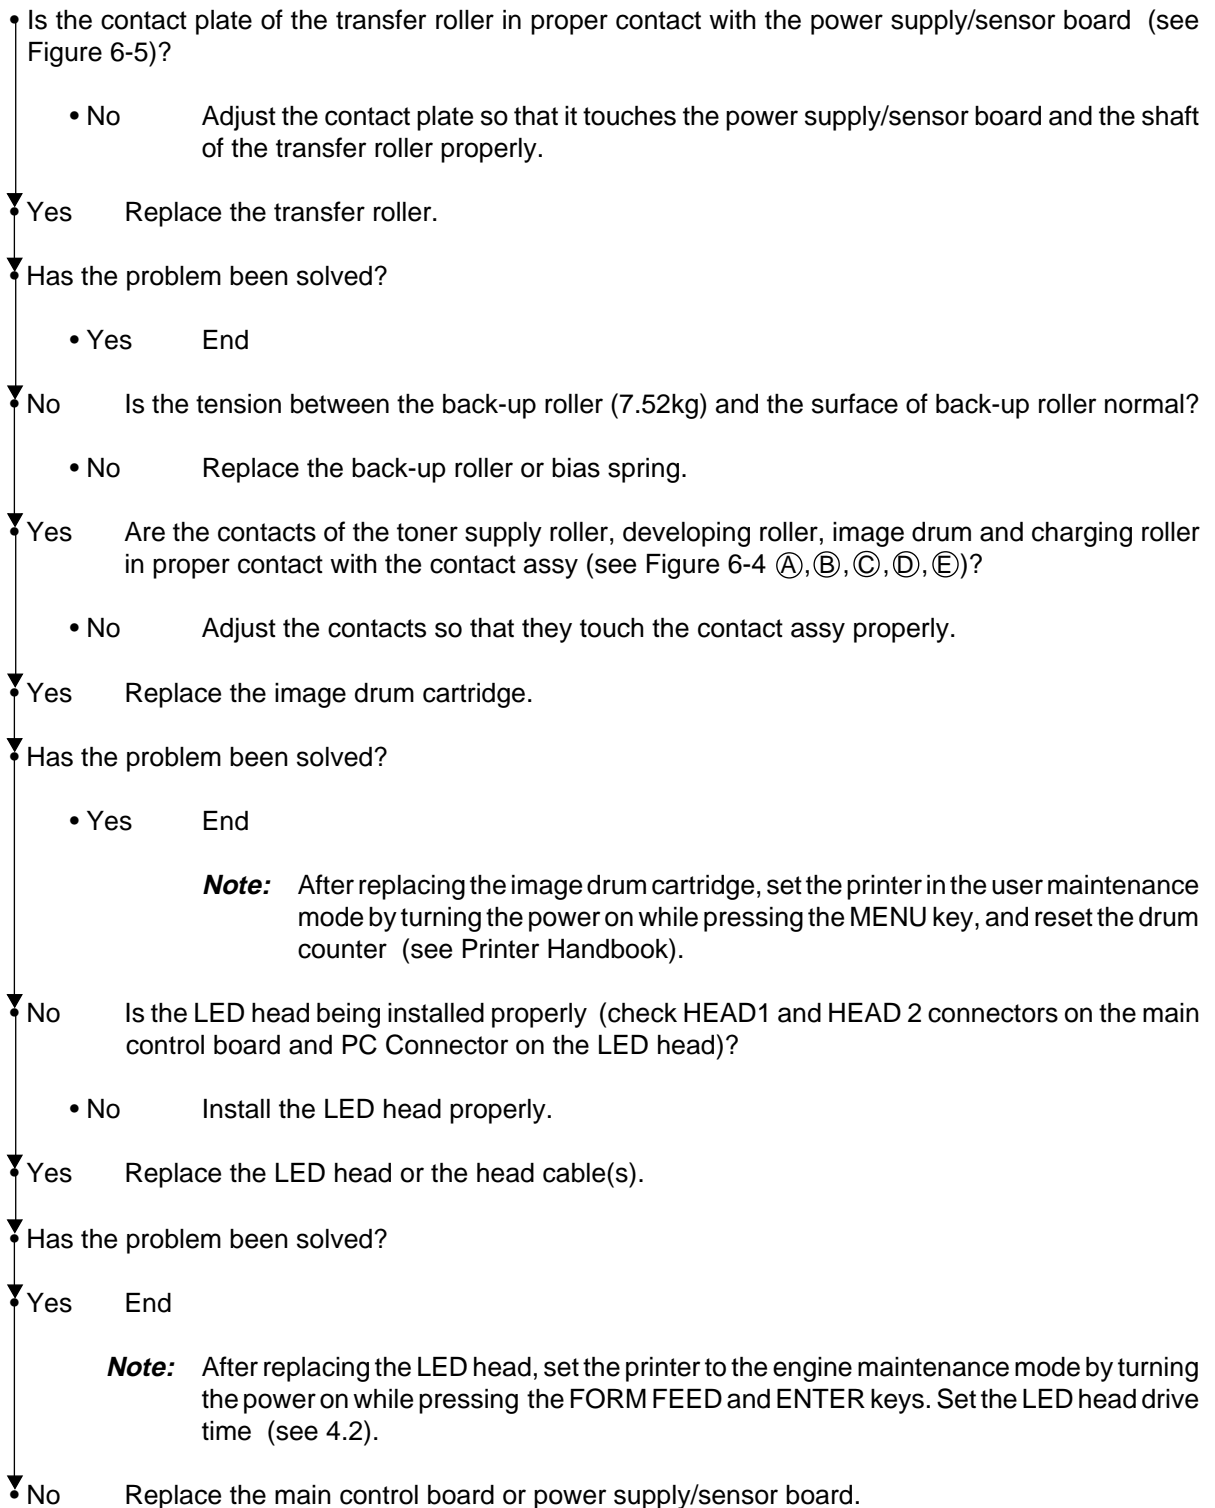 • Is the contact plate of the transfer roller in proper contact with the power supply/sensor board (see
Figure 6-5)?
• No Adjust the contact plate so that it touches the power supply/sensor board and the shaft
of the transfer roller properly.
• Yes Replace the transfer roller.
• Has the problem been solved?
• Yes End
• No Is the tension between the back-up roller (7.52kg) and the surface of back-up roller normal?
• No Replace the back-up roller or bias spring.
• Yes Are the contacts of the toner supply roller, developing roller, image drum and charging roller
in proper contact with the contact assy (see Figure 6-4 Ⓐ,Ⓑ,Ⓒ,Ⓓ,Ⓔ)?
• No Adjust the contacts so that they touch the contact assy properly.
• Yes Replace the image drum cartridge.
• Has the problem been solved?
• Yes End
Note: After replacing the image drum cartridge, set the printer in the user maintenance
mode by turning the power on while pressing the MENU key, and reset the drum
counter (see Printer Handbook).
• No Is the LED head being installed properly (check HEAD1 and HEAD 2 connectors on the main
control board and PC Connector on the LED head)?
• No Install the LED head properly.
• Yes Replace the LED head or the head cable(s).
• Has the problem been solved?
• Yes End
Note: After replacing the LED head, set the printer to the engine maintenance mode by turning
the power on while pressing the FORM FEED and ENTER keys. Set the LED head drive
time (see 4.2).
• No Replace the main control board or power supply/sensor board.